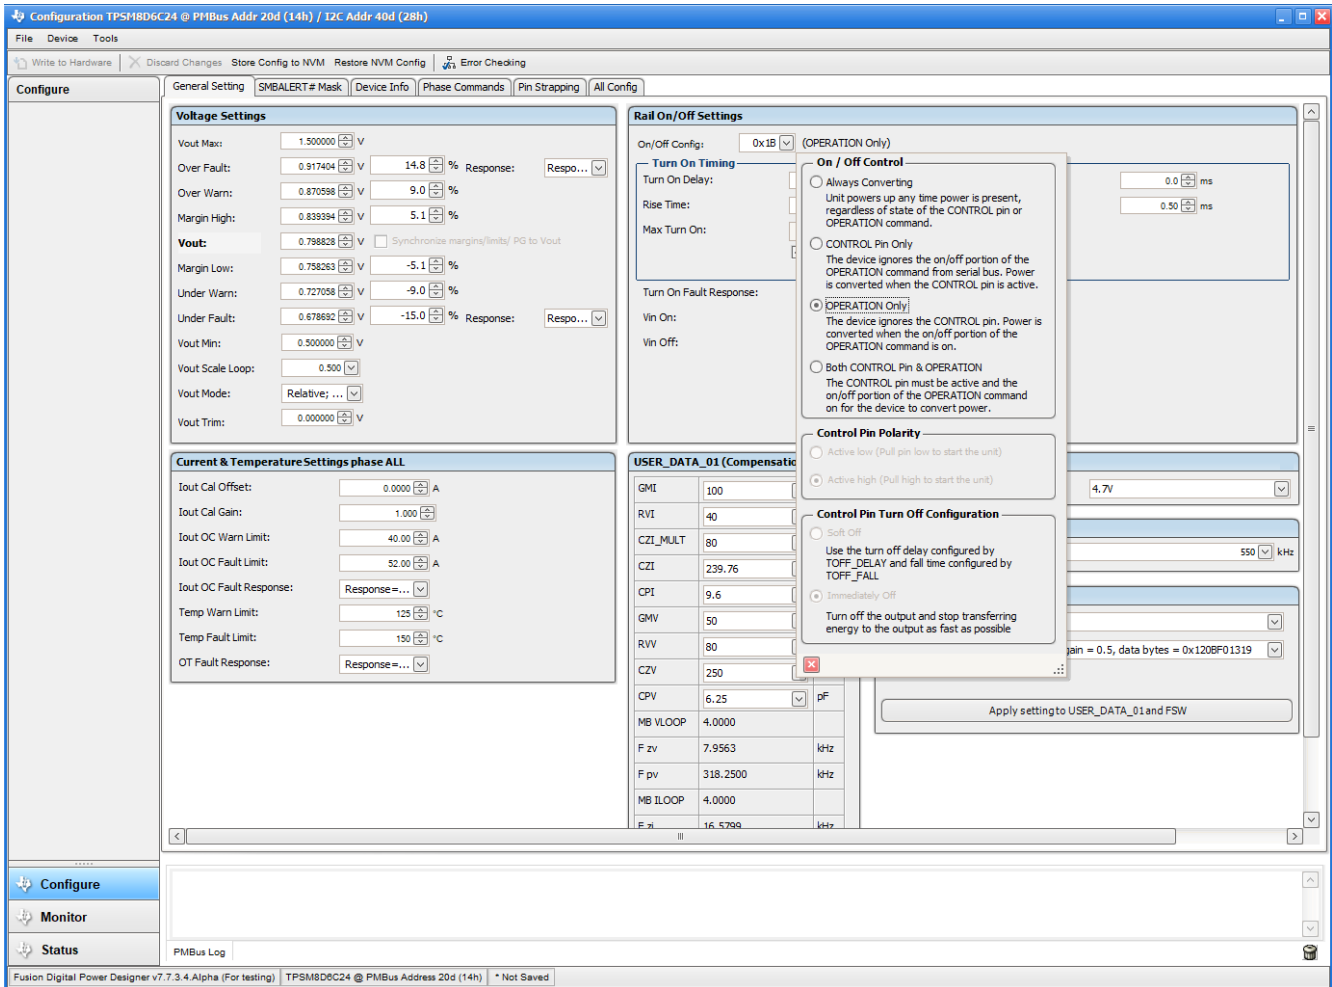 Configuration TPSM8D6C24 @ PMBus Addr 20d (14h) / I2C Addr 40d (28h)
File Device Tools
Write to Hardware Discard Changes Store Config to NVM Restore NVM Config Error Checking
Configure
General Setting SMBALERT# Mask Device Info Phase Commands Pin Strapping All Config
Voltage Settings
Vout Max: 1.500000 V
Over Fault: 0.917404 V 14.8 % Response: Respo...
Over Warn: 0.870598 V 9.0 %
Margin High: 0.839394 V 5.1 %
Vout: 0.798828 V Synchronize margins/limits/ PG to Vout
Margin Low: 0.758263 V -5.1 %
Under Warn: 0.727058 V -9.0 %
Under Fault: 0.678692 V -15.0 % Response: Respo...
Vout Min: 0.500000 V
Vout Scale Loop: 0.500
Vout Mode: Relative; ...
Vout Trim: 0.000000 V
Rail On/Off Settings
On/Off Config: 0x1B (OPERATION Only)
Turn On Timing
Turn On Delay: 0.0 ms
Rise Time: 0.50 ms
Max Turn On:
Turn On Fault Response:
Vin On:
Vin Off:
On / Off Control
Always Converting
Unit powers up any time power is present,
regardless of state of the CONTROL pin or
OPERATION command.
CONTROL Pin Only
The device ignores the on/off portion of the
OPERATION command from serial bus. Power
is converted when the CONTROL pin is active.
OPERATION Only
The device ignores the CONTROL pin. Power is
converted when the on/off portion of the
OPERATION command is on.
Both CONTROL Pin & OPERATION
The CONTROL pin must be active and the
on/off portion of the OPERATION command
on for the device to convert power.
Control Pin Polarity
Active low (Pull pin low to start the unit)
Active high (Pull high to start the unit)
Control Pin Turn Off Configuration
Soft Off
Use the turn off delay configured by
TOFF_DELAY and fall time configured by
TOFF_FALL
Immediately Off
Turn off the output and stop transferring
energy to the output as fast as possible
Current & Temperature Settings phase ALL
Iout Cal Offset: 0.0000 A
Iout Cal Gain: 1.000
Iout OC Warn Limit: 40.00 A
Iout OC Fault Limit: 52.00 A
Iout OC Fault Response: Response=...
Temp Warn Limit: 125 °C
Temp Fault Limit: 150 °C
OT Fault Response: Response=...
USER_DATA_01 (Compensatio
GMI 100
RVI 40
CZI_MULT 80
CZI 239.76
CPI 9.6
GMV 50
RVV 80
CZV 250
CPV 6.25 pF
MB VLOOP 4.0000
F zv 7.9563 kHz
F pv 318.2500 kHz
MB ILOOP 4.0000
F zi 16.5799 kHz
4.7V
550 kHz
gain = 0.5, data bytes = 0x120BF01319
Apply setting to USER_DATA_01 and FSW
Configure
Monitor
Status
PMBus Log
Fusion Digital Power Designer v7.7.3.4.Alpha (For testing) TPSM8D6C24 @ PMBus Address 20d (14h) * Not Saved